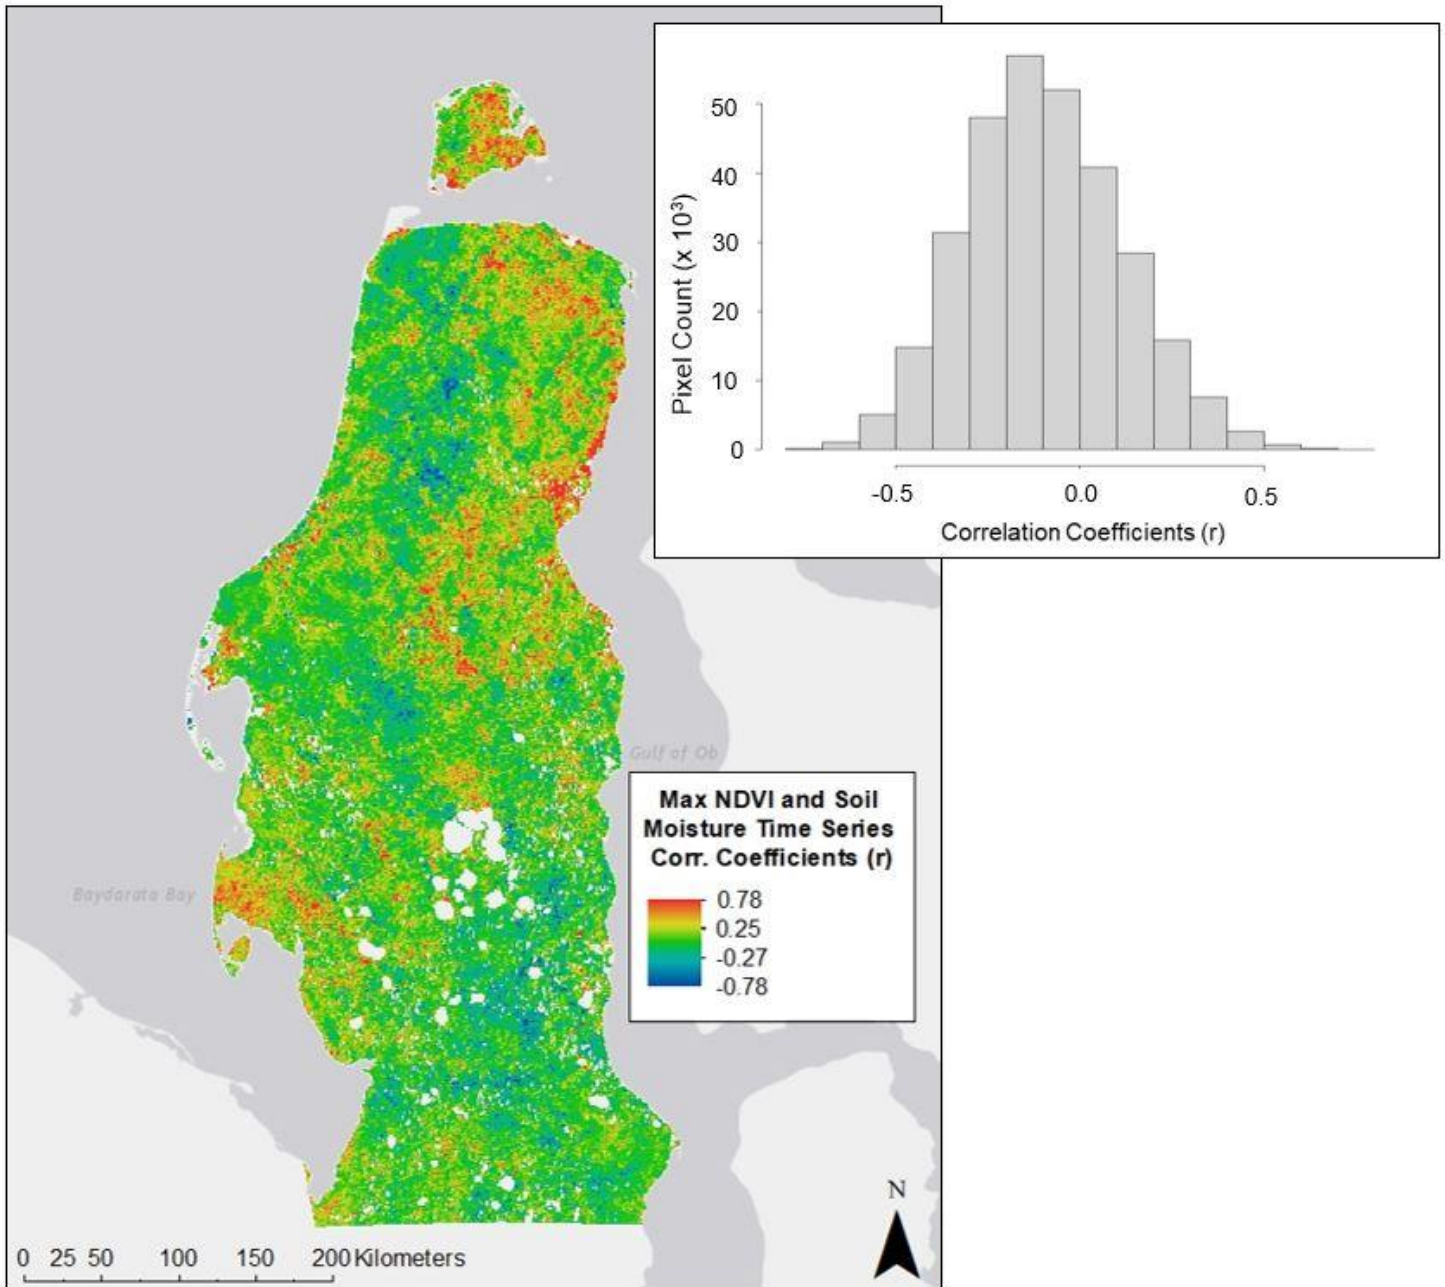 50
40
30
20
10
0
Pixel Count (x 10³)
-0.5 0.0 0.5
Correlation Coefficients (r)
Gulf of Ob
Max NDVI and Soil
Moisture Time Series
Corr. Coefficients (r)
0.78
0.25
-0.27
-0.78
Baydarata Bay
N
0 25 50 100 150 200 Kilometers